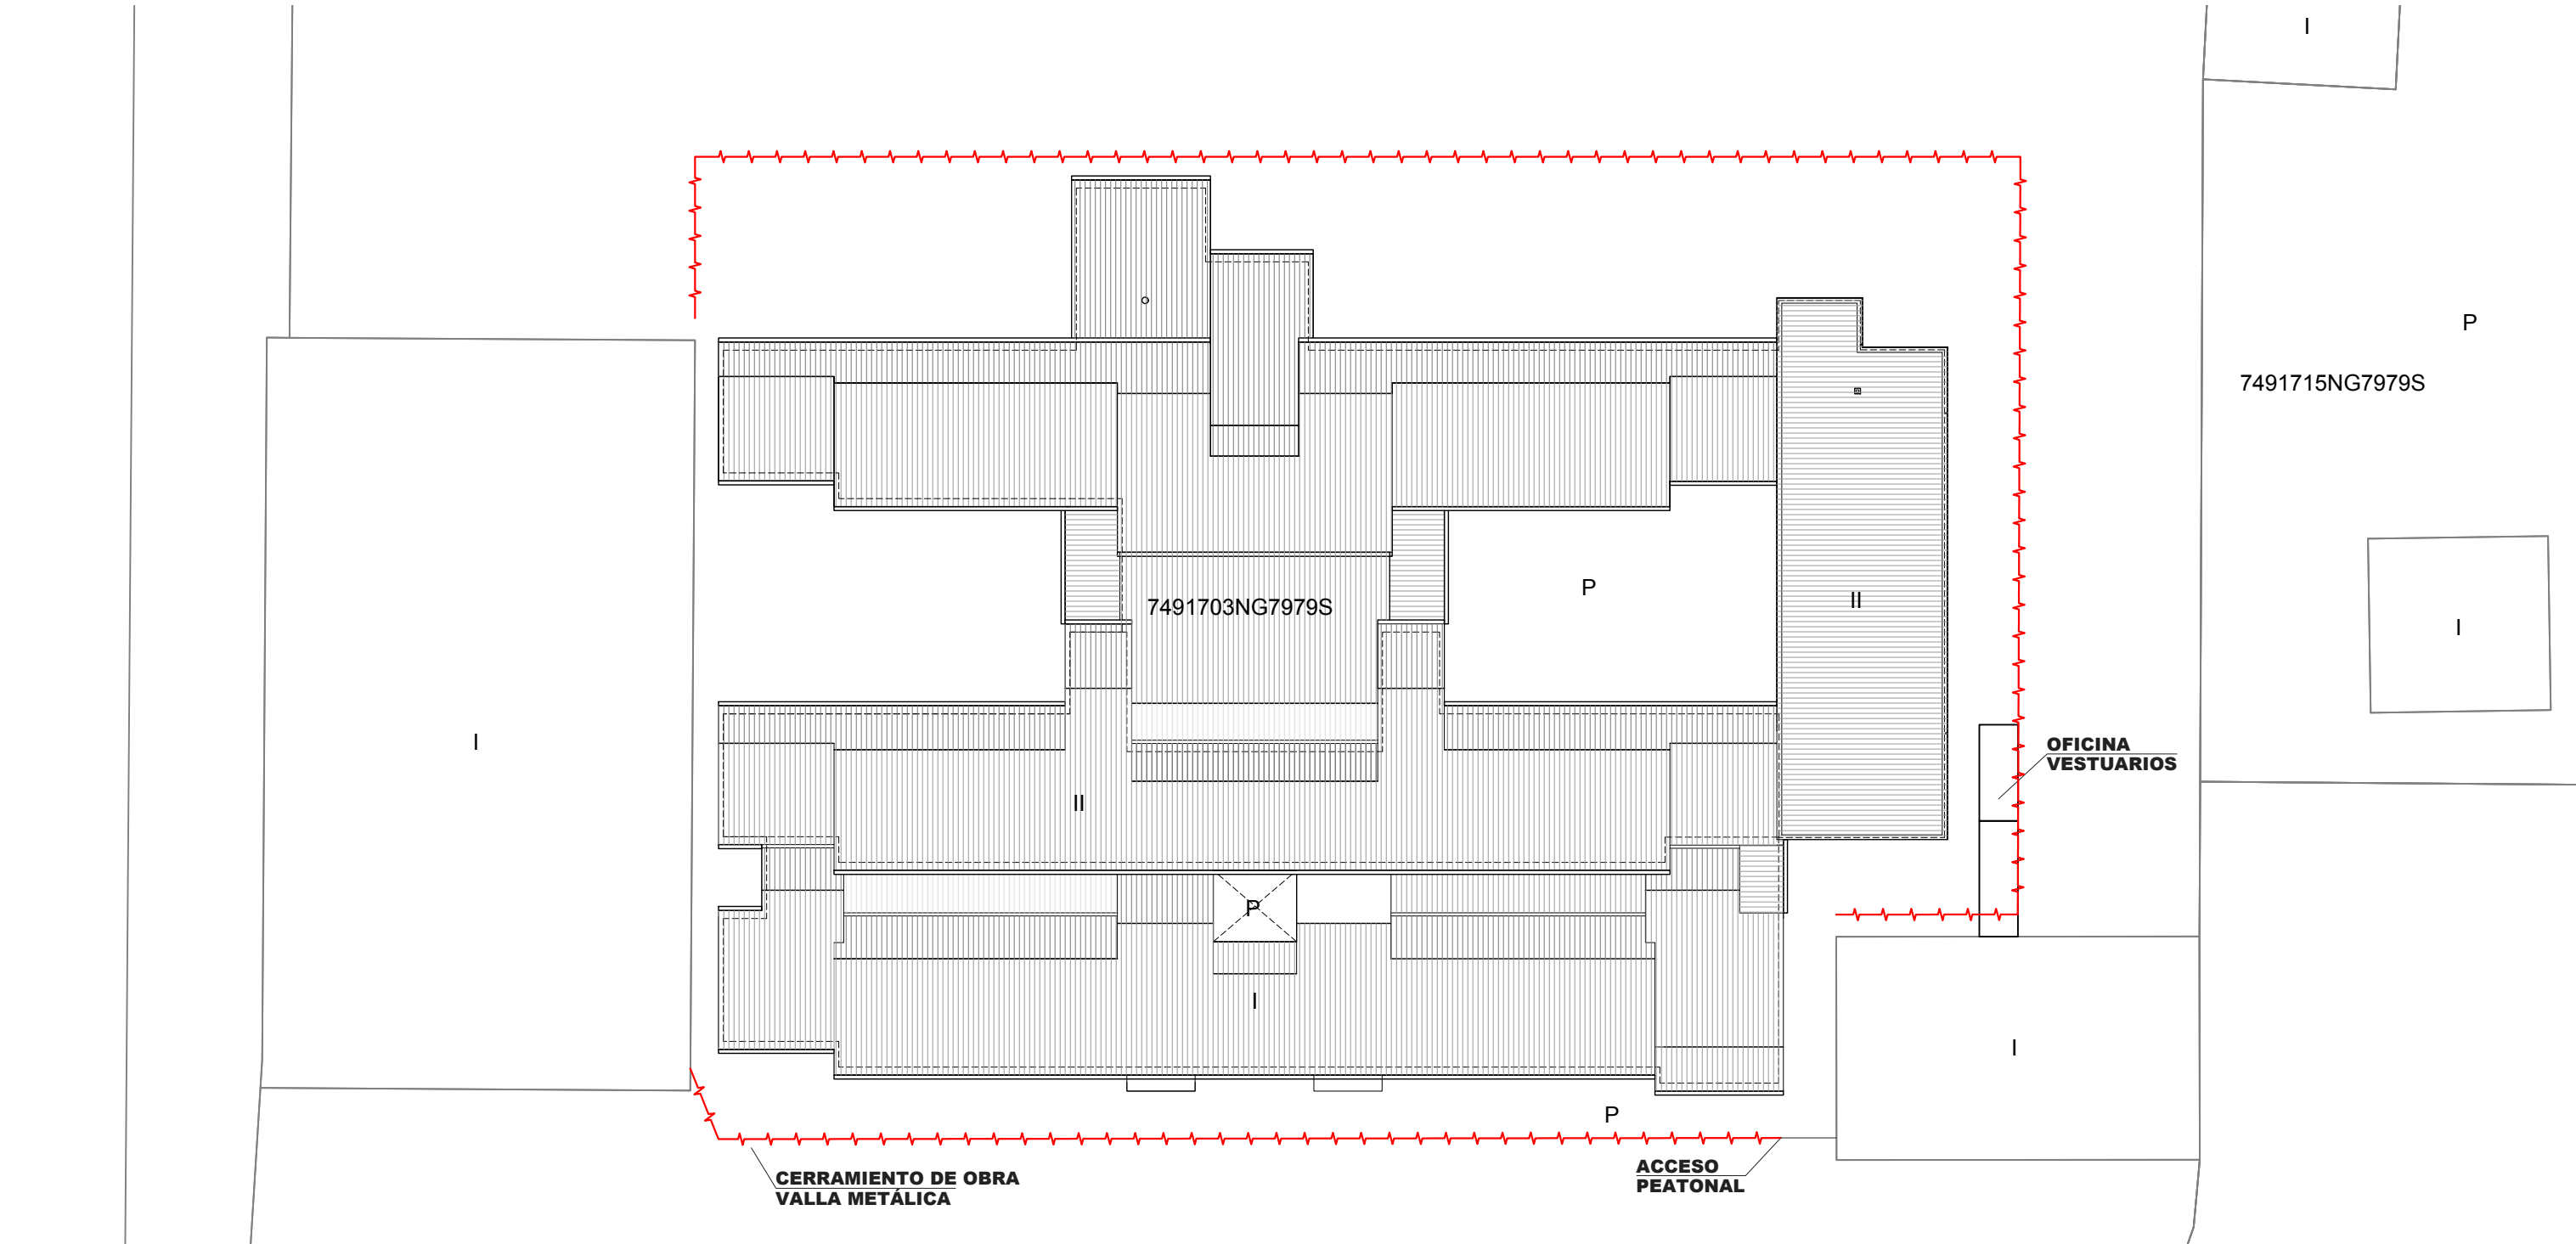 I
P
7491715NG7979S
P
II
7491703NG7979S
I
I
OFICINA
VESTUARIOS
II
P
I
I
P
ACCESO
PEATONAL
CERRAMIENTO DE OBRA
VALLA METÁLICA